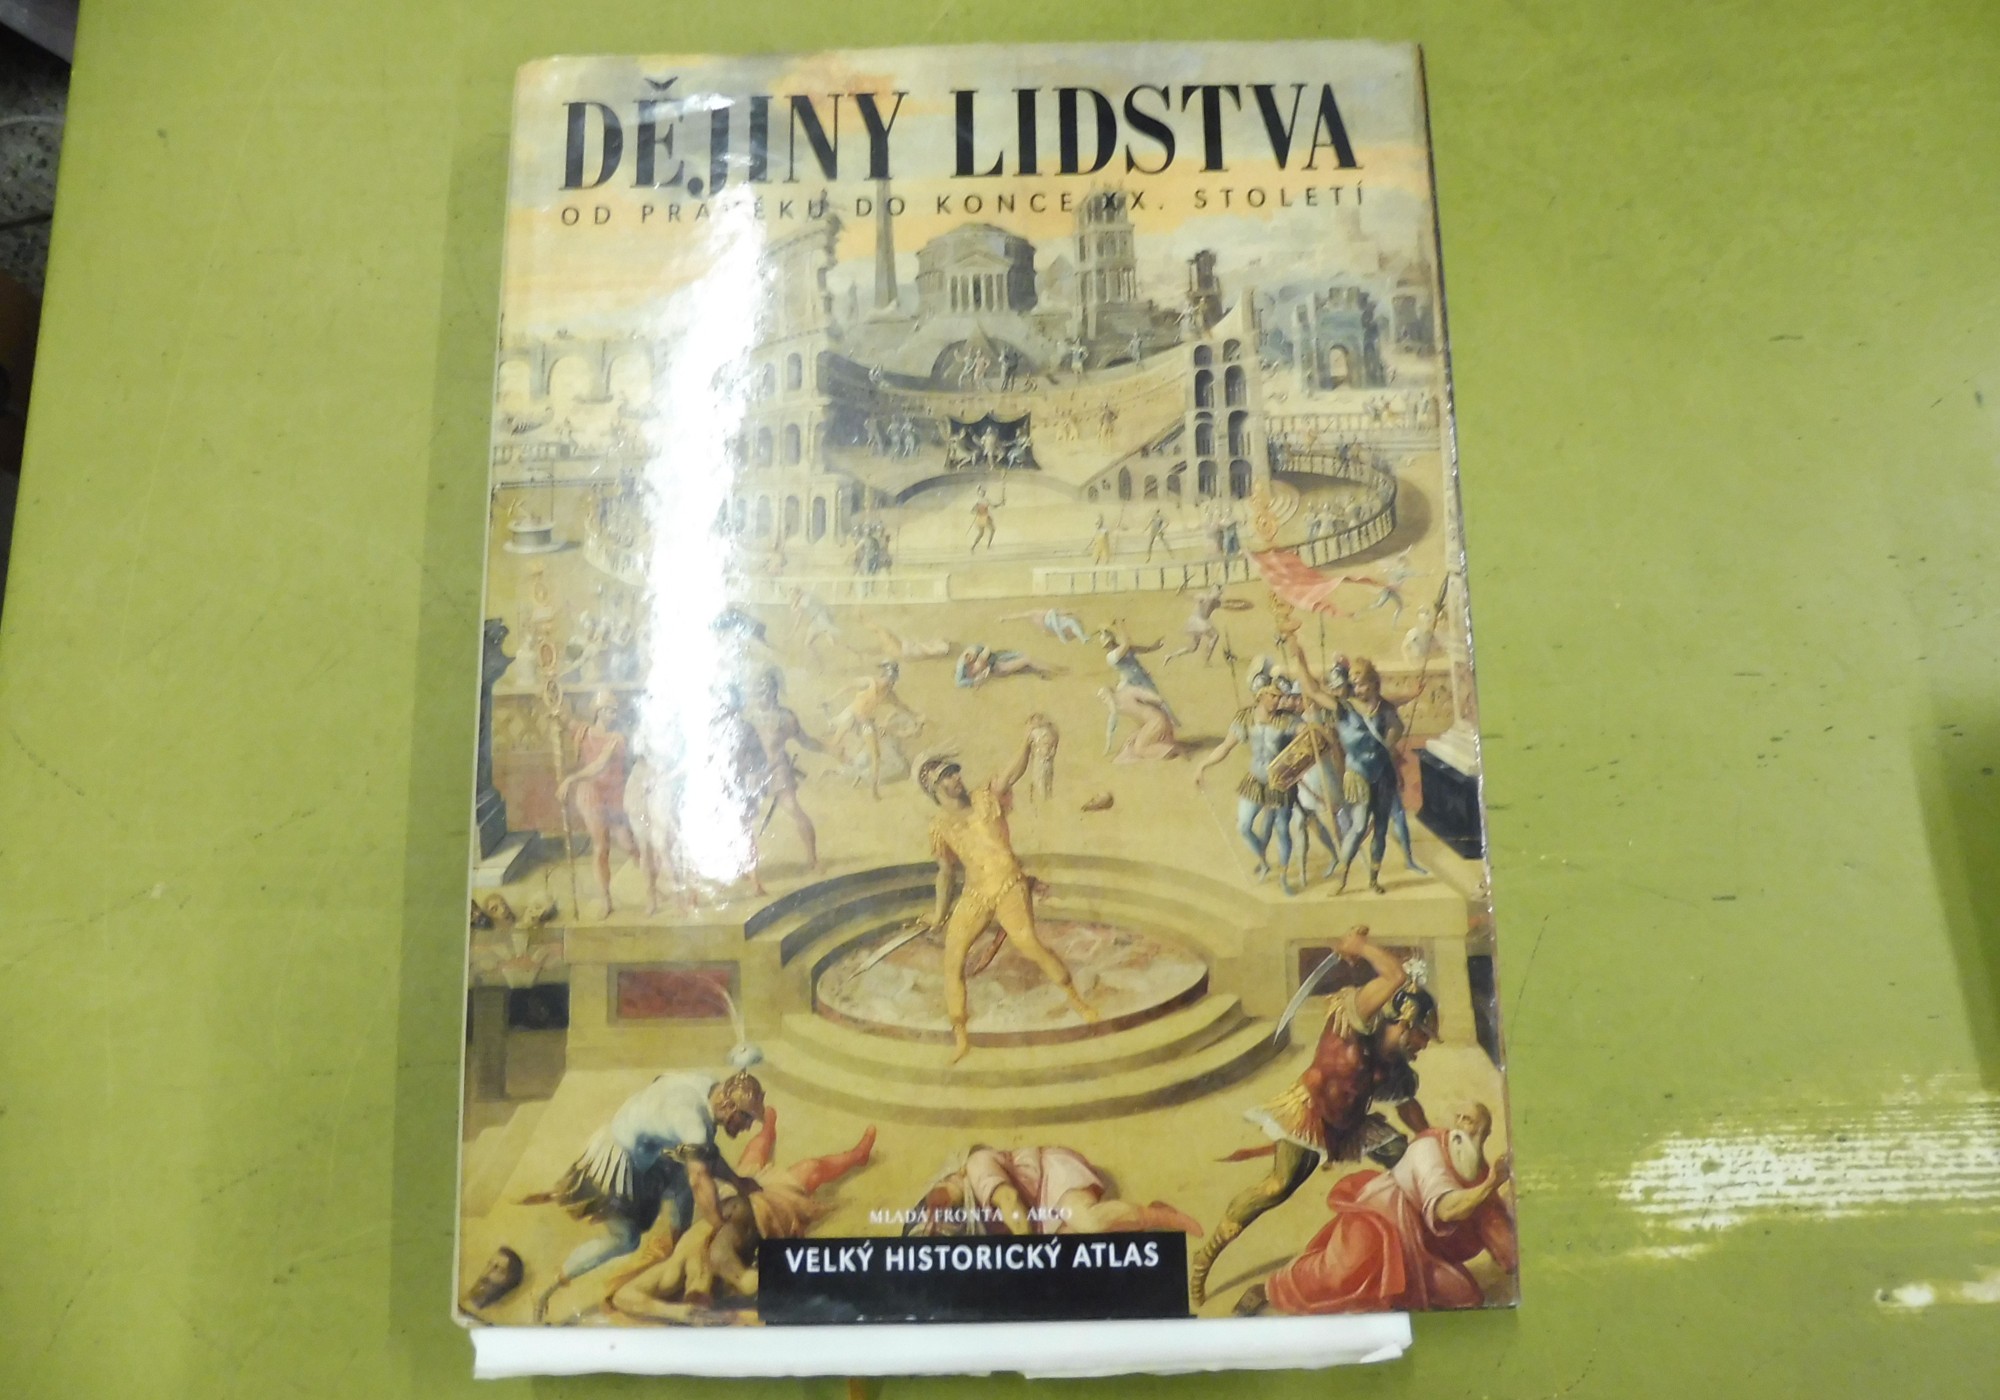 DĚJINY LIDSTVA
OD PRAVĚKU DO KONCE XX. STOLETÍ
MLADÁ FRONTA • ARGO
VELKÝ HISTORICKÝ ATLAS